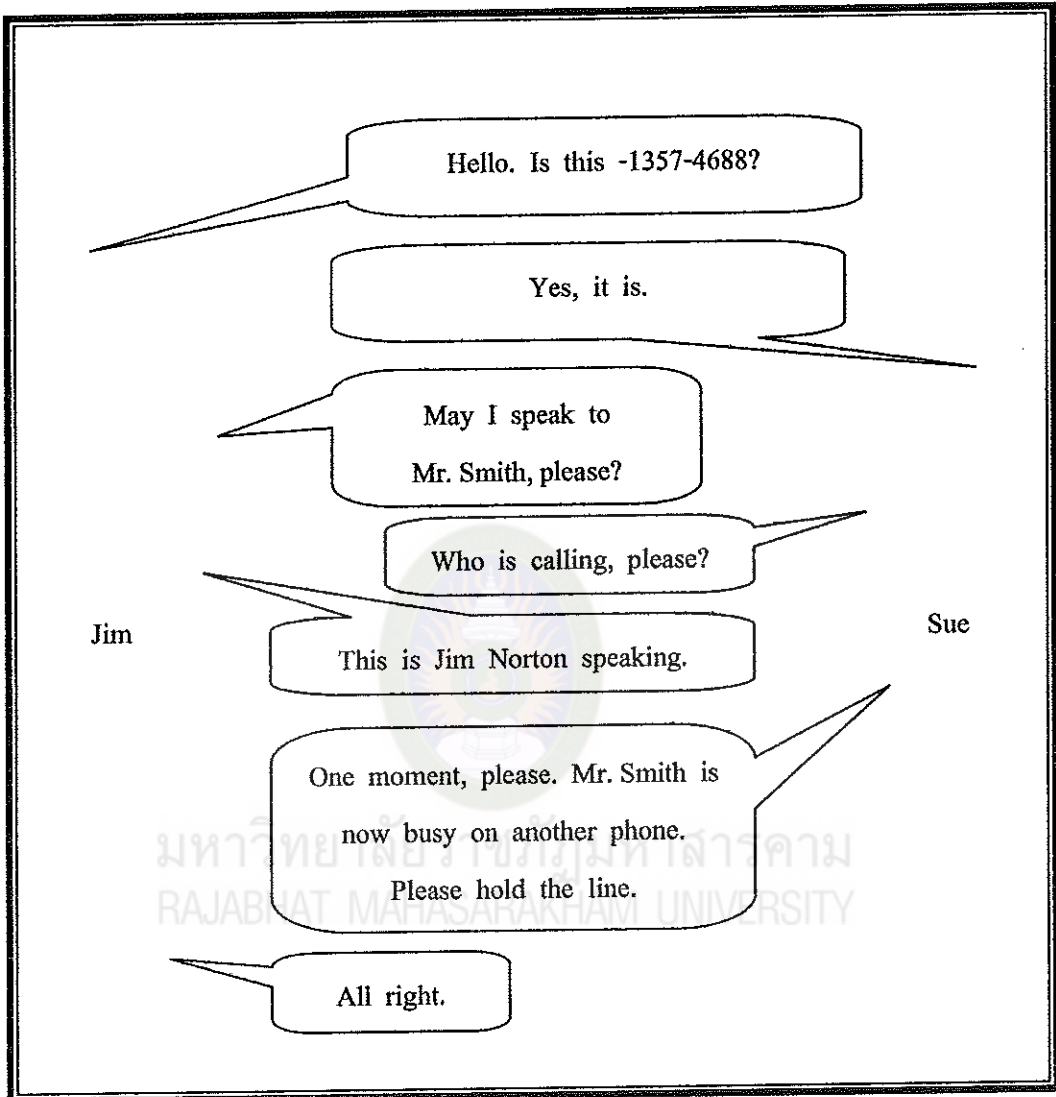 Hello. Is this -1357-4688?
Yes, it is.
May I speak to
Mr. Smith, please?
Who is calling, please?
Jim
Sue
This is Jim Norton speaking.
One moment, please. Mr. Smith is
now busy on another phone.
Please hold the line.
มหาวิทยาลัยราชภัฏมหาสารคาม
RAJABHAT MAHASARAKHAM UNIVERSITY
All right.